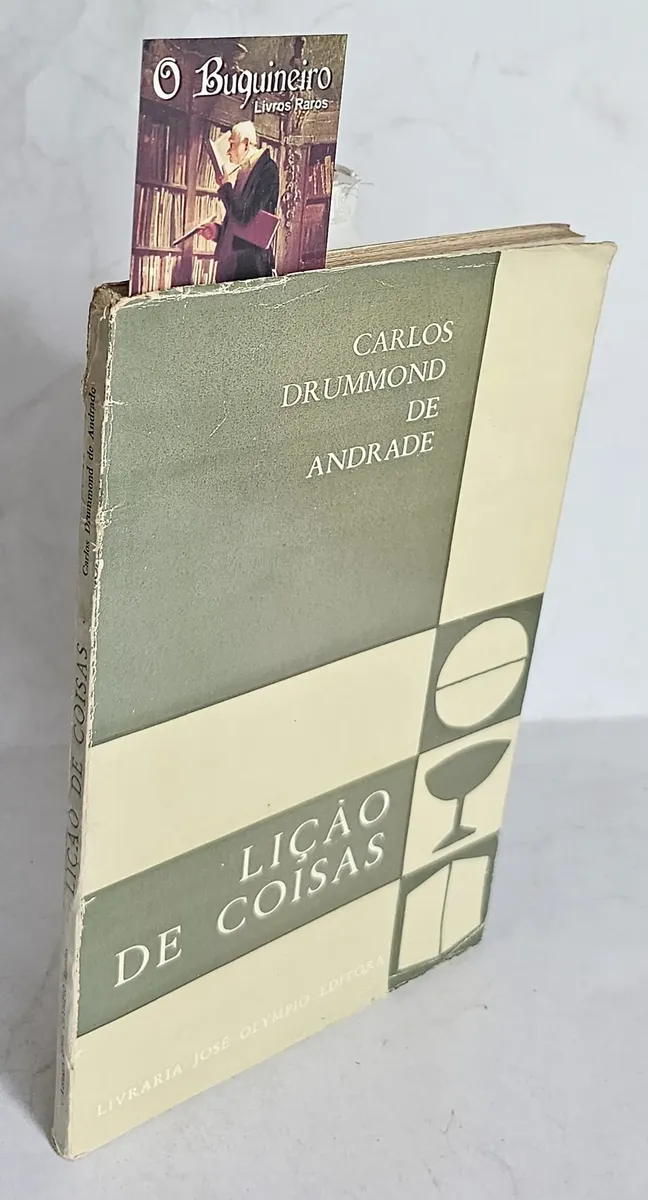 O Buquineiro
Livros Raros
CARLOS
DRUMMOND
DE
ANDRADE
LIÇÃO
DE COISAS
LIVRARIA JOSÉ OLYMPIO EDITORA
Carlos Drummond de Andrade
LIÇÃO DE COISAS